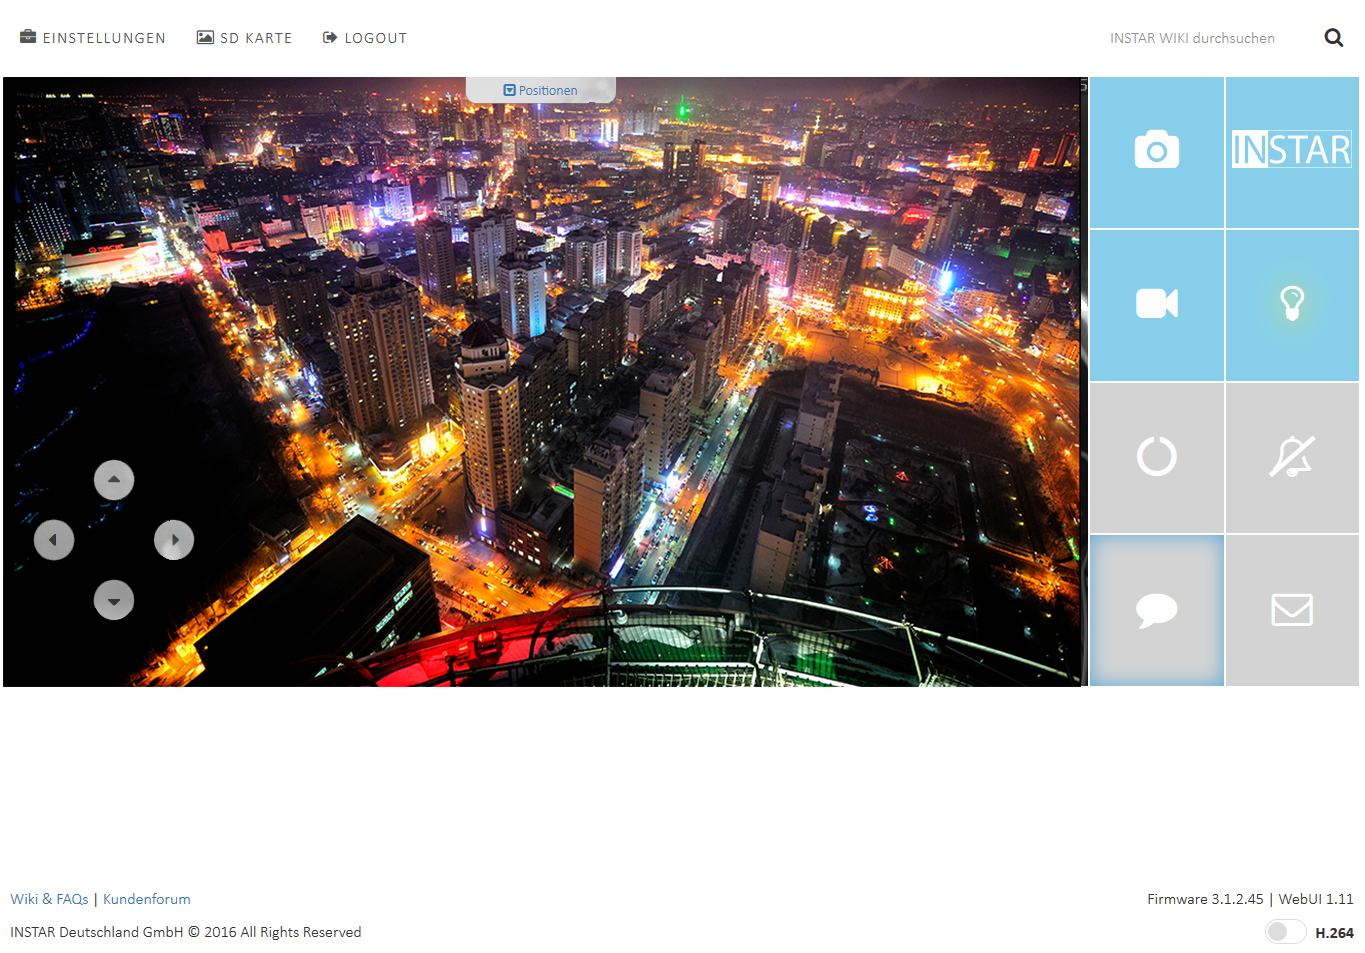 EINSTELLUNGEN SD KARTE LOGOUT INSTAR WIKI durchsuchen
Positionen
INSTAR
Wiki & FAQs | Kundenforum
Firmware 3.1.2.45 | WebUI 1.11
INSTAR Deutschland GmbH © 2016 All Rights Reserved
H.264